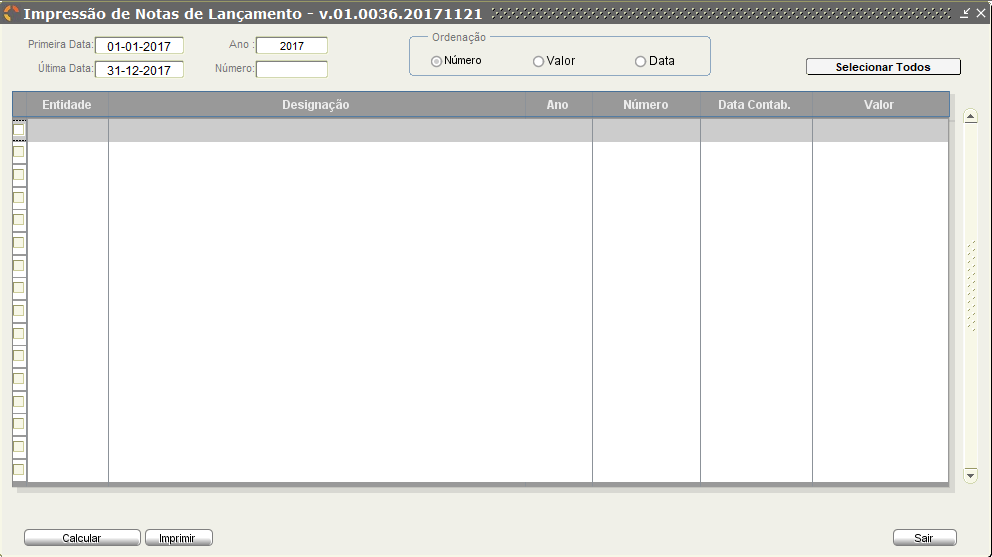 Impressão de Notas de Lançamento - v.01.0036.20171121
Primeira Data: 01-01-2017 Ano : 2017
Última Data: 31-12-2017 Número:
Ordenação
Número Valor Data
Selecionar Todos
Entidade Designação Ano Número Data Contab. Valor
Calcular Imprimir Sair